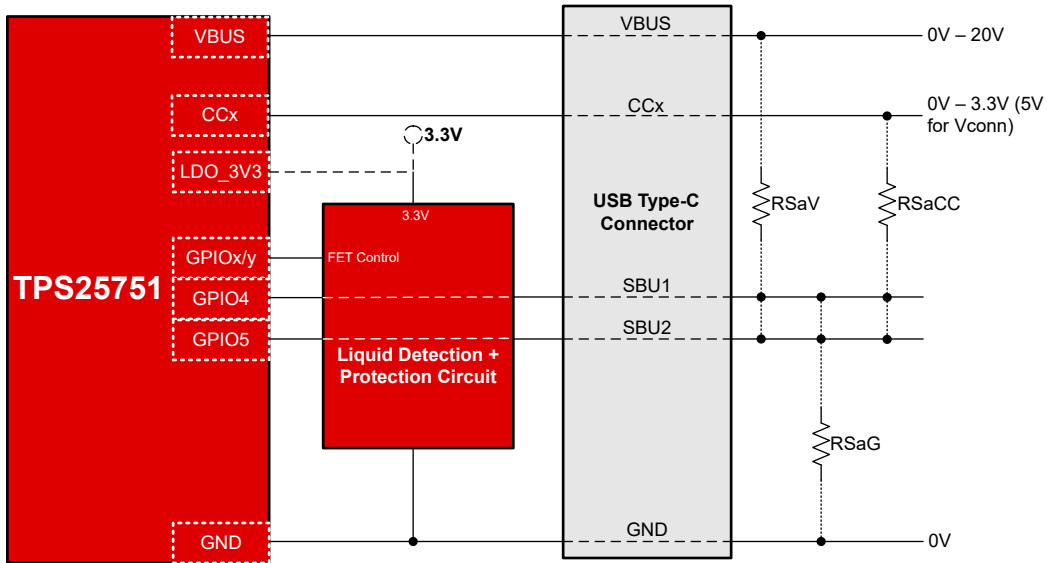 VBUS
VBUS
0V – 20V
CCx
CCx
0V – 3.3V (5V
for Vconn)
3.3V
LDO_3V3
3.3V
USB Type-C
Connector
RSaV
RSaCC
GPIOx/y
FET Control
TPS25751
GPIO4
SBU1
GPIO5
SBU2
Liquid Detection +
Protection Circuit
RSaG
GND
GND
0V